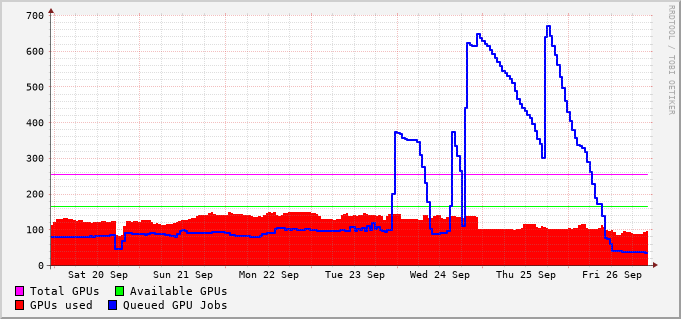 700
600
500
400
300
200
100
0
Sat 20 Sep Sun 21 Sep Mon 22 Sep Tue 23 Sep Wed 24 Sep Thu 25 Sep Fri 26 Sep
Total GPUs Available GPUs
GPUs used Queued GPU Jobs
RRDTOOL / TOBI OETIKER